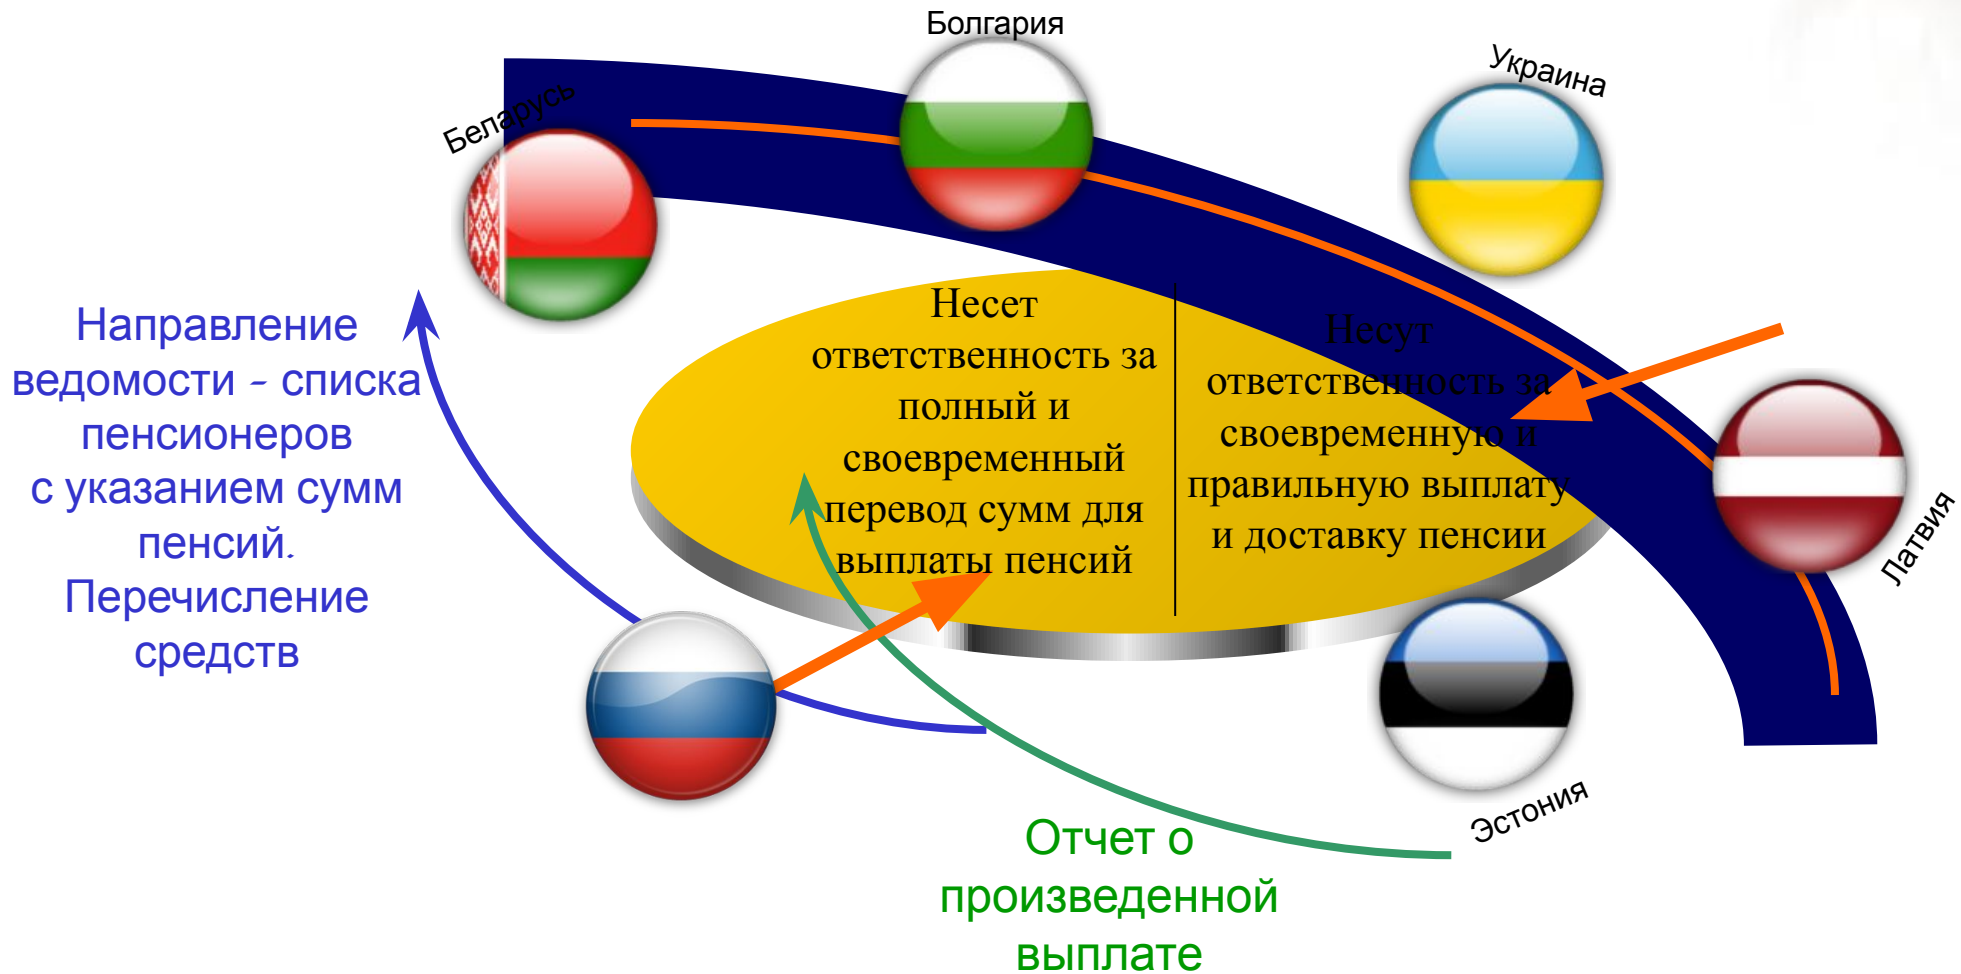 Болгария
Украина
Беларусь
Направление
ведомости - списка
пенсионеров
с указанием сумм
пенсий.
Перечисление
средств
Несет
ответственность за
полный и
своевременный
перевод сумм для
выплаты пенсий
Несут
ответственность за
своевременную и
правильную выплату
и доставку пенсии
Латвия
Эстония
Отчет о
произведенной
выплате